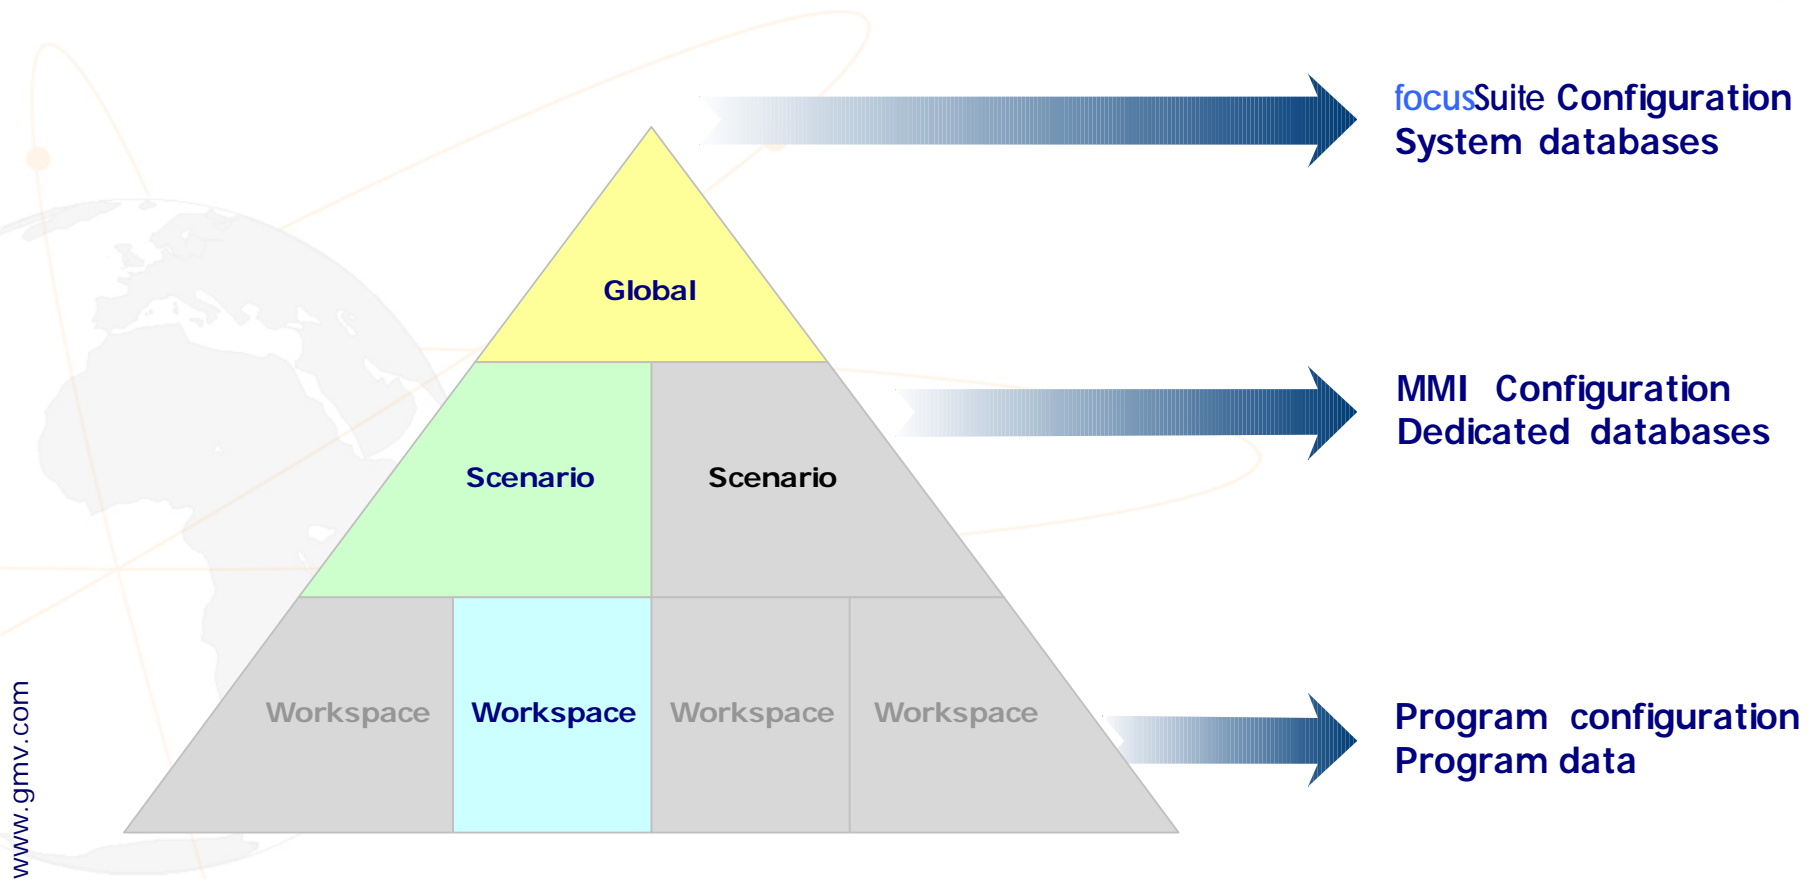 focusSuite Configuration
System databases
Global
MMI Configuration
Dedicated databases
Scenario Scenario
Workspace Workspace Workspace Workspace
Program configuration
Program data
www.gmv.com